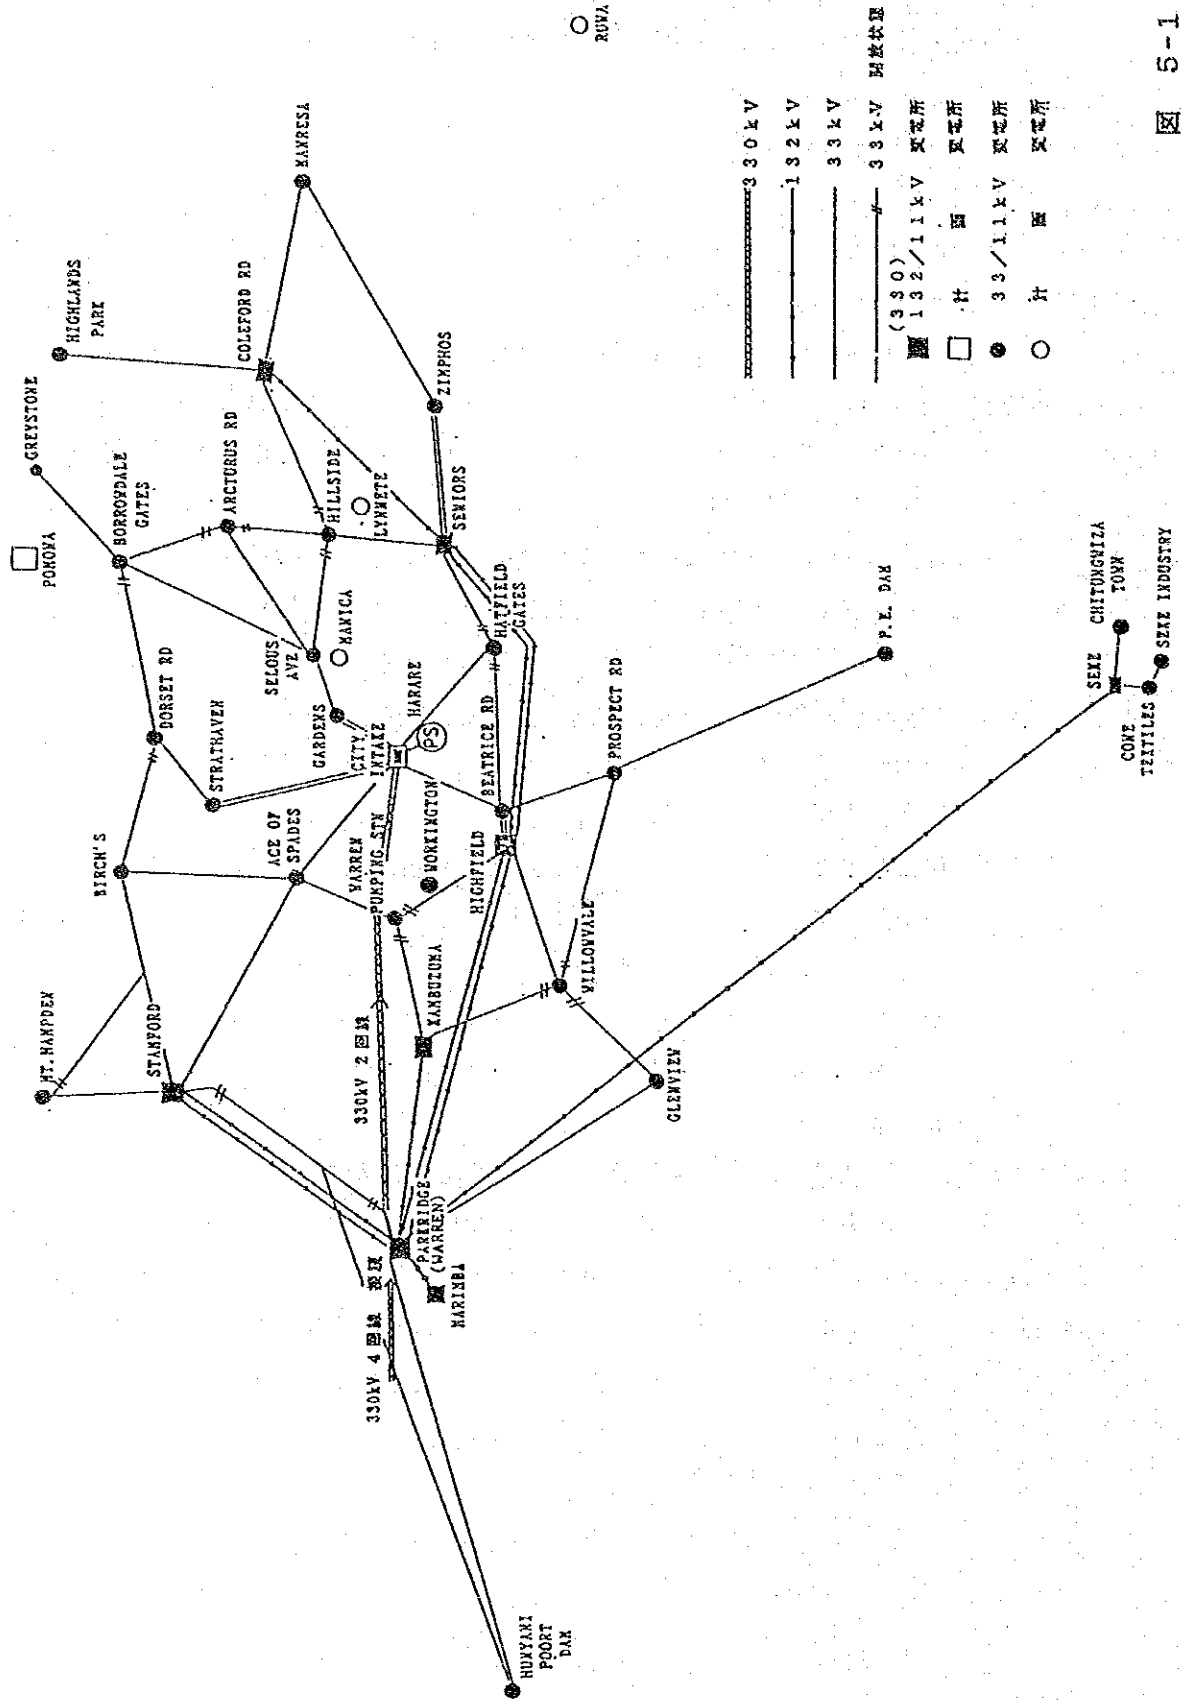 HUNYANI
POORT
DAM
330kV 4 回線
MARIMBA
PARKRIDGE
(WARREN)
MT.HAMPDEN
STAMFORD
330kV 2 回線
GLENVIEW
KAMBUZUMA
WILLOWVALE
BIRCH'S
ACE OF
SPADES
WARREN
PUMPING STN
WORKINGTON
HIGHFIELD
STRATHAVEN
DORSET RD
GARDENS
CITY
INTAKE
HARARE
PS
BEATRICE RD
PROSPECT RD
SELOUS
AVE
MANICA
HATFIELD
GATES
P.E. DAM
POMONA
BORROWDALE
GATES
GREYSTONE
ARCTURUS RD
HILLSIDE
LYNNETE
SENIORS
HIGHLANDS
PARK
COLEFORD RD
ZIMPHOS
MANRESA
RUWA
SEKE
CHITUNGWIZA
TOWN
CONE
TEXTILES
SEKE INDUSTRY
330kV
132kV
33kV
33kV 開放状態
(330)
132/11kV 変電所
計 画 変電所
33/11kV 変電所
計 画 変電所
図 5-1